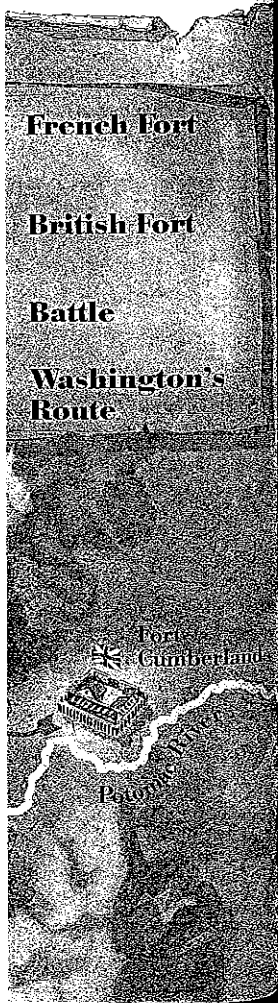 French Fort
British Fort
Battle
Washington's
Route
Fort
Cumberland
Potomac River